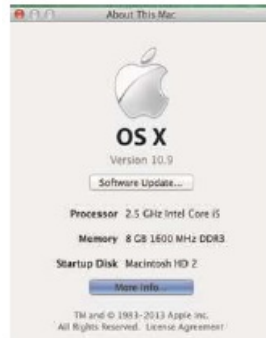 About This Mac
OS X
Version 10.9
Software Update...
Processor 2.5 GHz Intel Core i5
Memory 8 GB 1600 MHz DDR3
Startup Disk Macintosh HD 2
More Info...
TM and © 1983-2013 Apple Inc.
All Rights Reserved. License Agreement